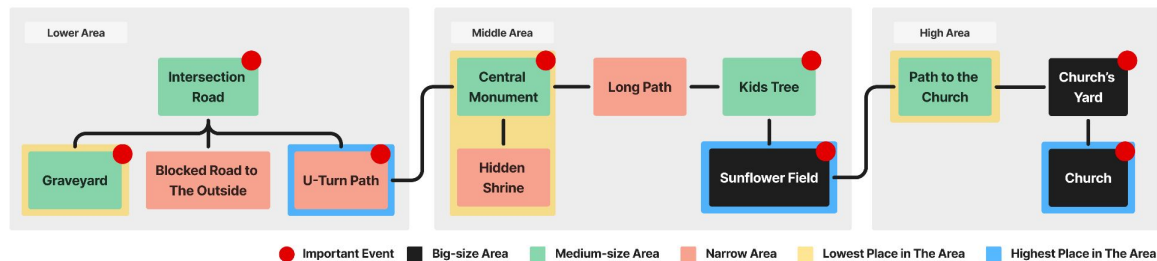 Lower Area
Intersection
Road
Graveyard
Blocked Road to
The Outside
U-Turn Path
Middle Area
Central
Monument
Long Path
Kids Tree
Hidden
Shrine
Sunflower Field
High Area
Path to the
Church
Church's
Yard
Church
Important Event
Big-size Area
Medium-size Area
Narrow Area
Lowest Place in The Area
Highest Place in The Area